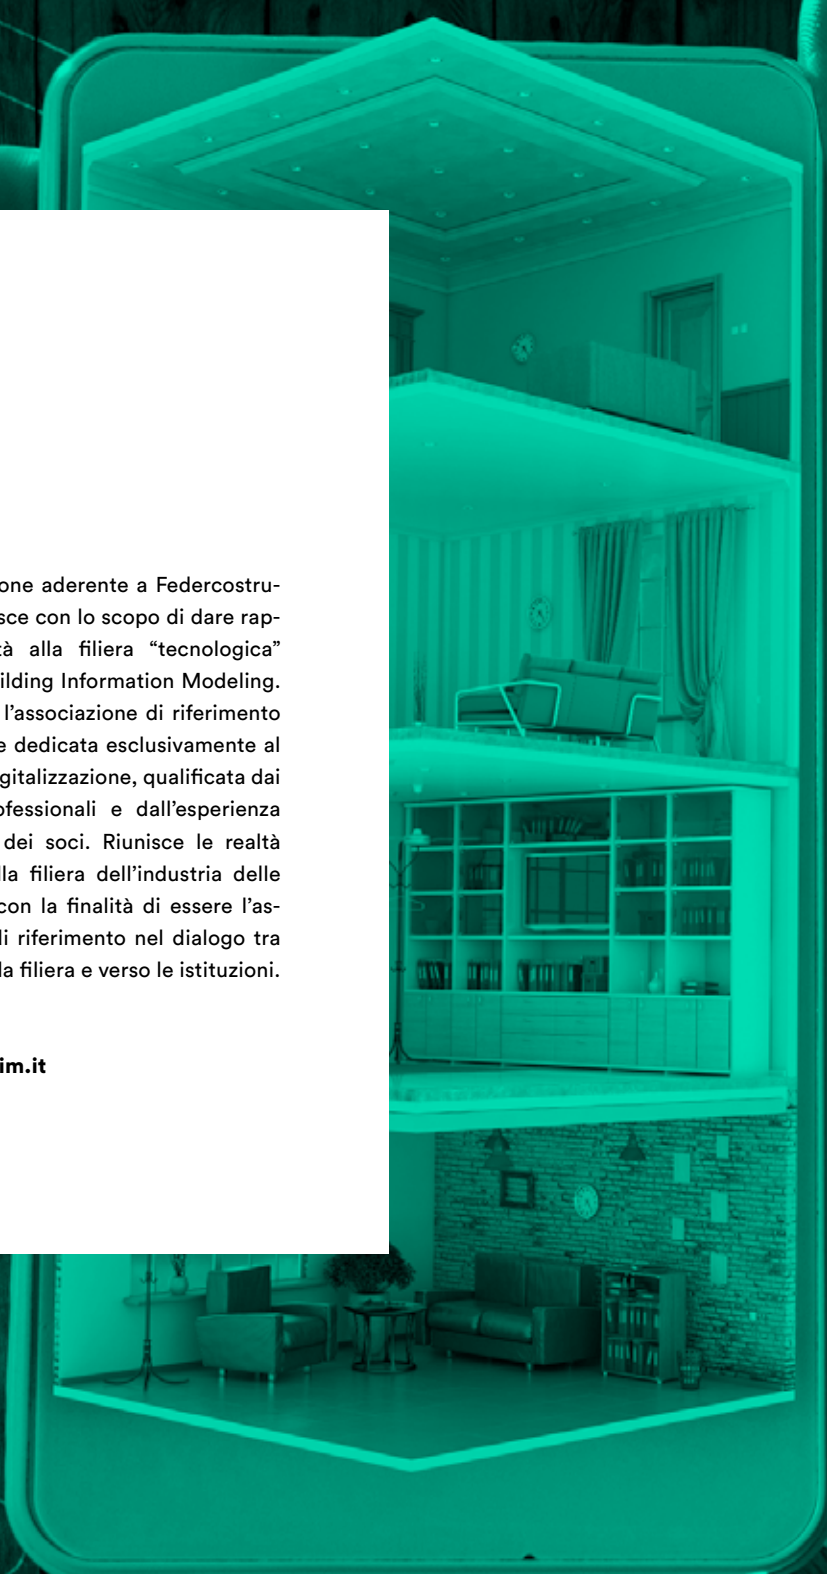 one aderente a Federcostru-
sce con lo scopo di dare rap-
tà alla filiera “tecnologica”
ilding Information Modeling.
l’associazione di riferimento
e dedicata esclusivamente al
gitalizzazione, qualificata dai
ofessionali e dall’esperienza
dei soci. Riunisce le realtà
lla filiera dell’industria delle
con la finalità di essere l’as-
di riferimento nel dialogo tra
la filiera e verso le istituzioni.
im.it